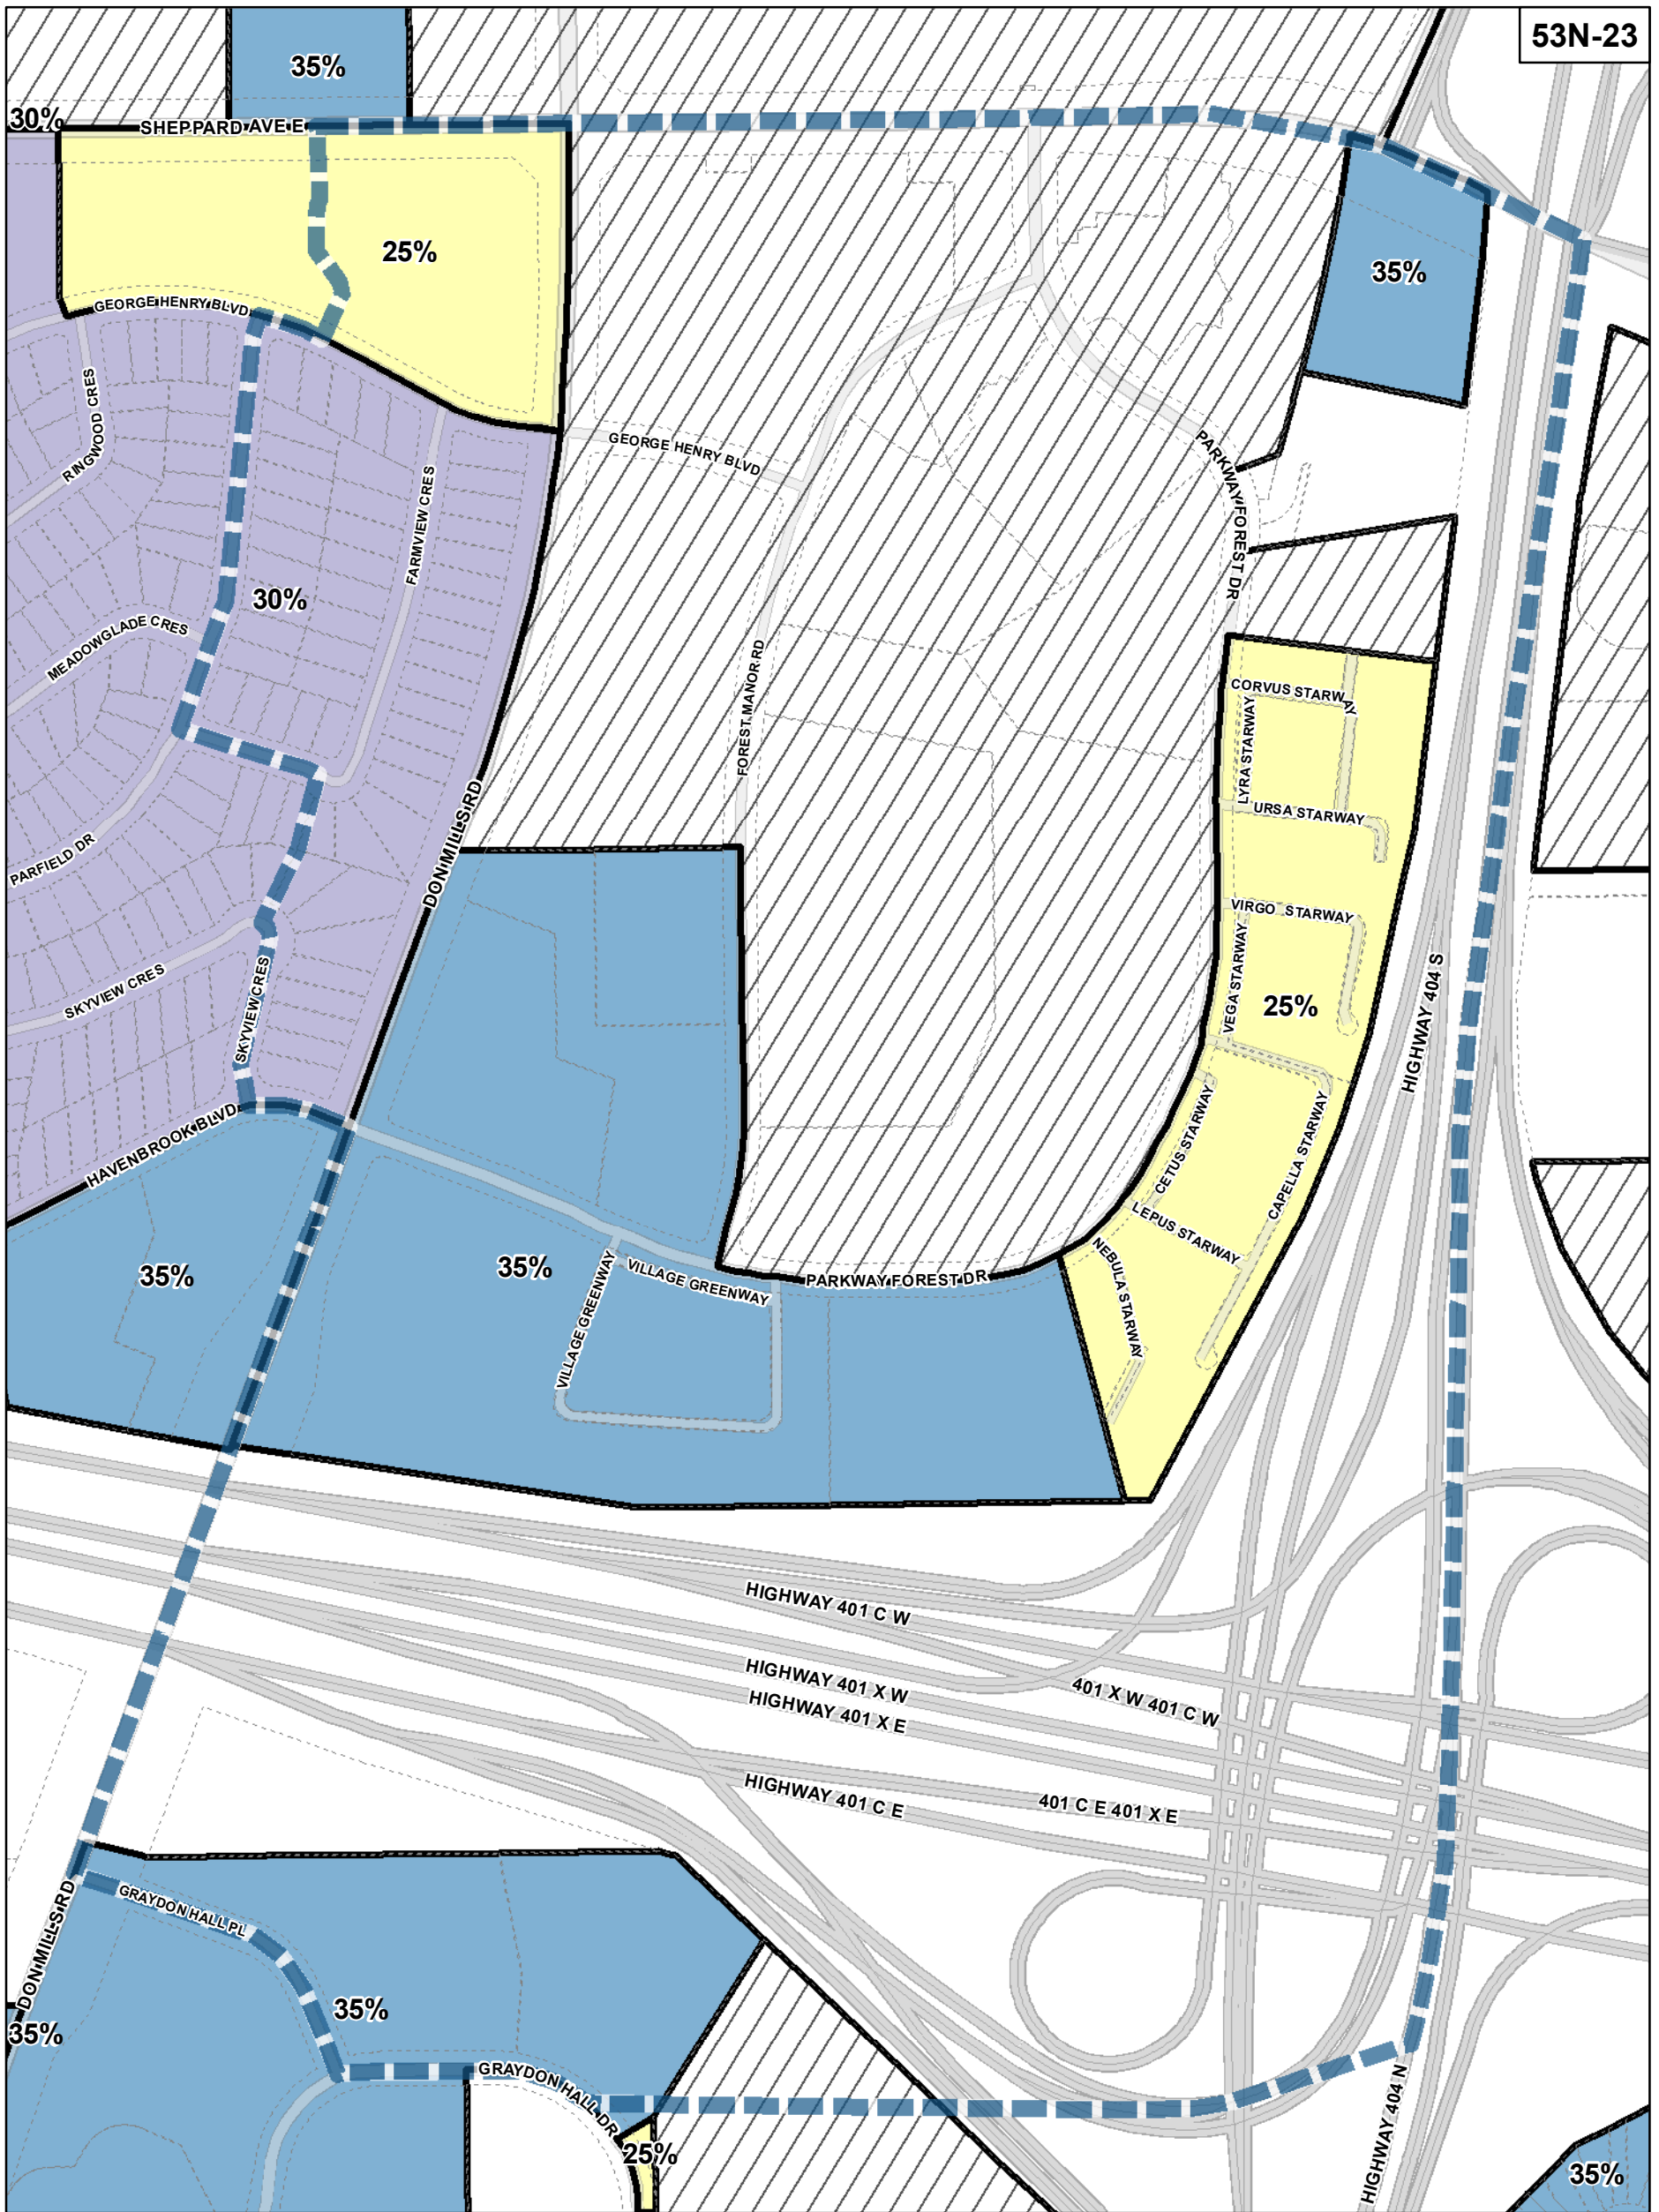 53N-23
35%
30%
SHEPPARD AVE E
25%
35%
GEORGE HENRY BLVD
RINGWOOD CRES
GEORGE HENRY BLVD
PARKWAY FOREST DR
FARMVIEW CRES
30%
MEADOWGLADE CRES
FOREST MANOR RD
CORVUS STARWAY
LYRA STARWAY
URSA STARWAY
DON MILLS RD
PARFIELD DR
VIRGO STARWAY
VEGA STARWAY
25%
HIGHWAY 404 S
SKYVIEW CRES
SKYVIEW CRES
HAVENBROOK BLVD
CETUS STARWAY
CAPELLA STARWAY
LEPUS STARWAY
NEBULA STARWAY
35%
35%
VILLAGE GREENWAY
VILLAGE GREENWAY
PARKWAY FOREST DR
HIGHWAY 401 C W
HIGHWAY 401 X W
401 X W 401 C W
HIGHWAY 401 X E
HIGHWAY 401 C E
401 C E 401 X E
GRAYDON HALL PL
DON MILLS RD
35%
35%
GRAYDON HALL DR
25%
HIGHWAY 404 N
35%